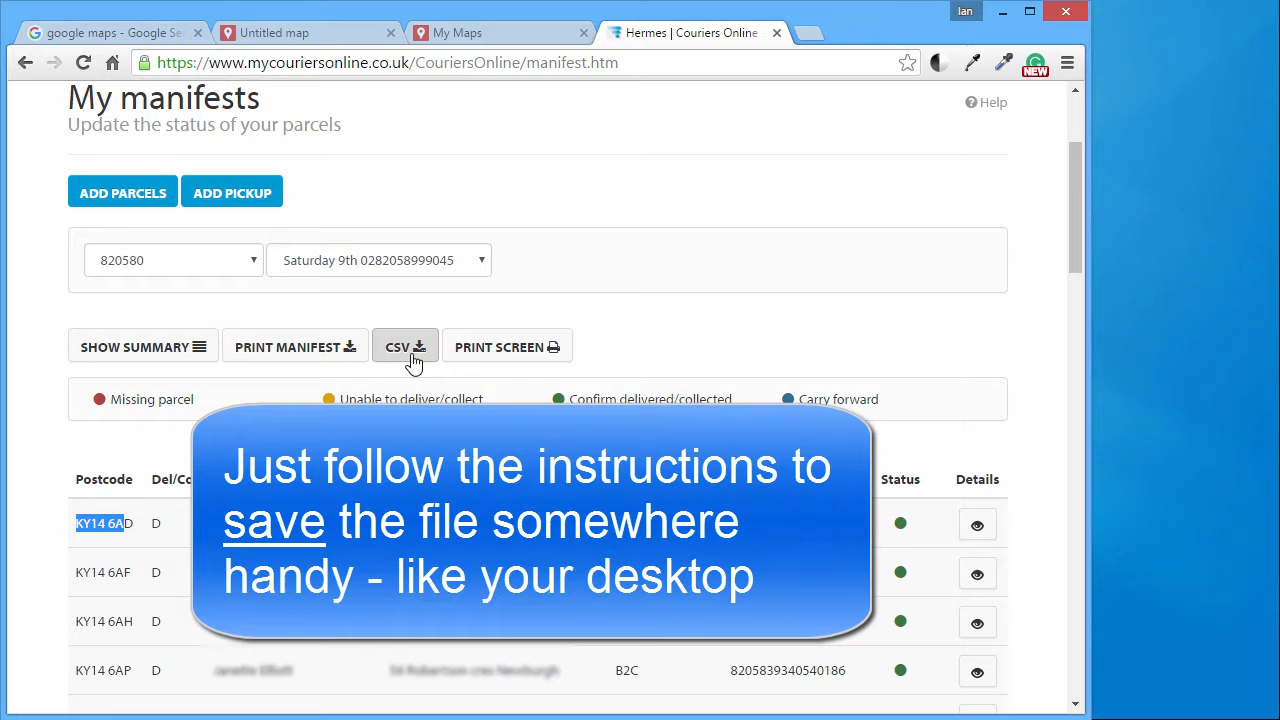 Ian
google maps - Google Se
Untitled map
My Maps
Hermes | Couriers Online
https://www.mycouriersonline.co.uk/CouriersOnline/manifest.htm
NEW
My manifests
Help
Update the status of your parcels
ADD PARCELS ADD PICKUP
820580 Saturday 9th 0282058999045
SHOW SUMMARY PRINT MANIFEST CSV PRINT SCREEN
Missing parcel Unable to deliver/collect Confirm delivered/collected Carry forward
Just follow the instructions to
save the file somewhere
handy - like your desktop
Postcode Del/Co Status Details
KY14 6AD D
KY14 6AF D
KY14 6AH D
KY14 6AP D B2C 8205839340540186